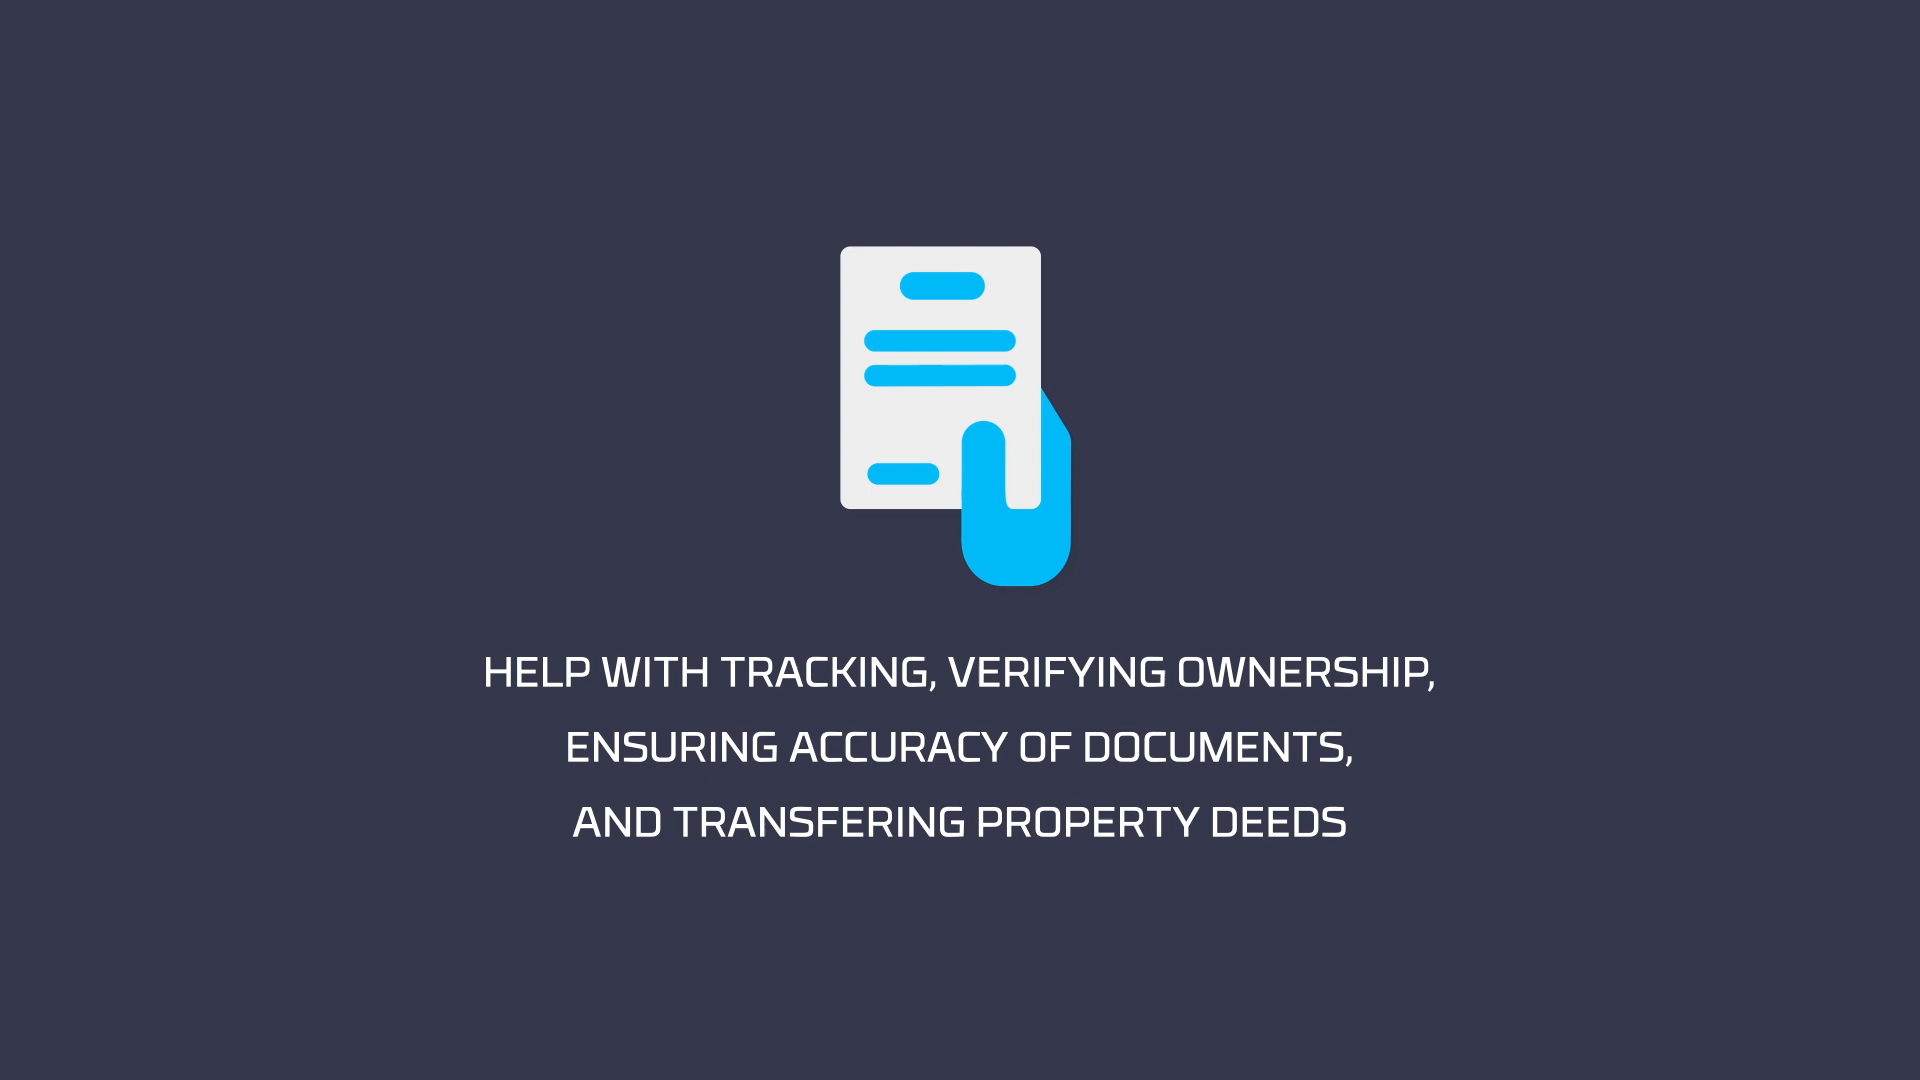 HELP WITH TRACKING, VERIFYING OWNERSHIP,
ENSURING ACCURACY OF DOCUMENTS,
AND TRANSFERING PROPERTY DEEDS